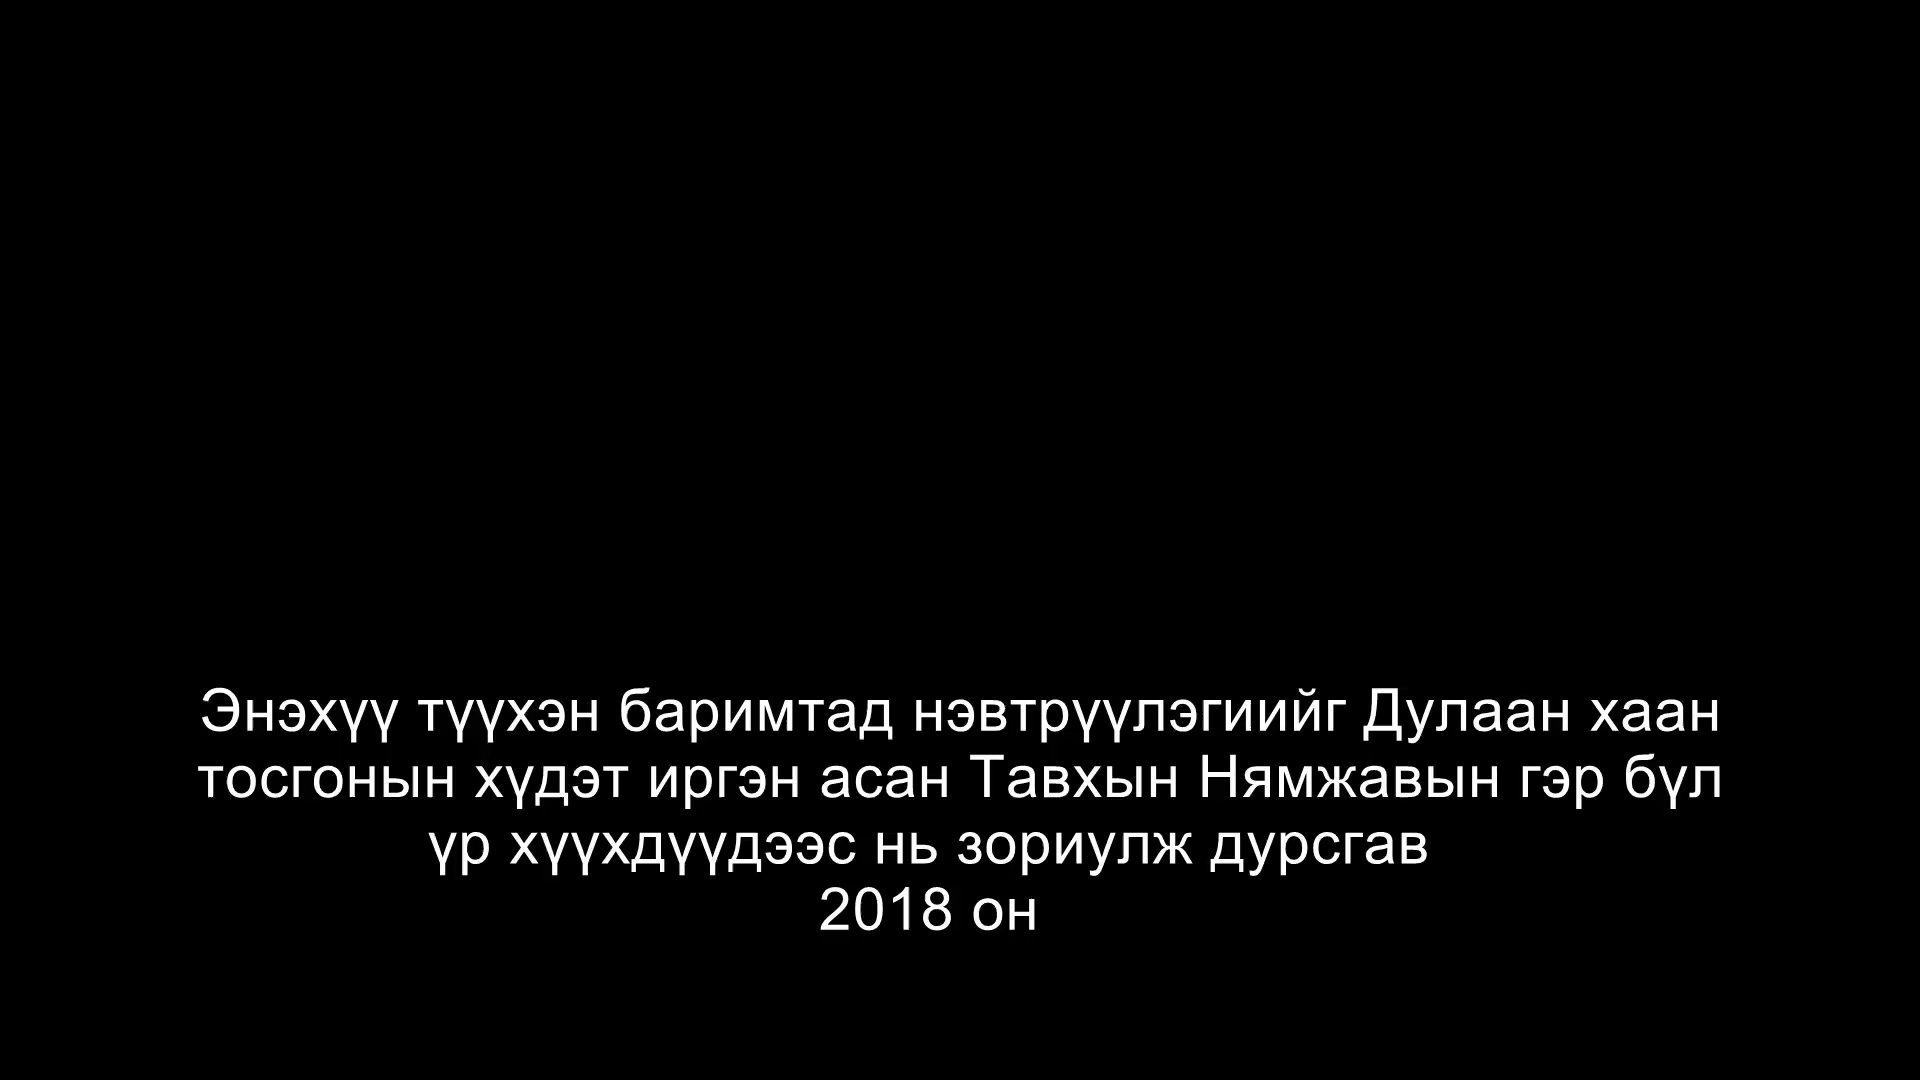 Энэхүү түүхэн баримтад нэвтрүүлэгиийг Дулаан хаан
тосгонын хүдэт иргэн асан Тавхын Нямжавын гэр бүл
үр хүүхдүүдээс нь зориулж дурсгав
2018 он